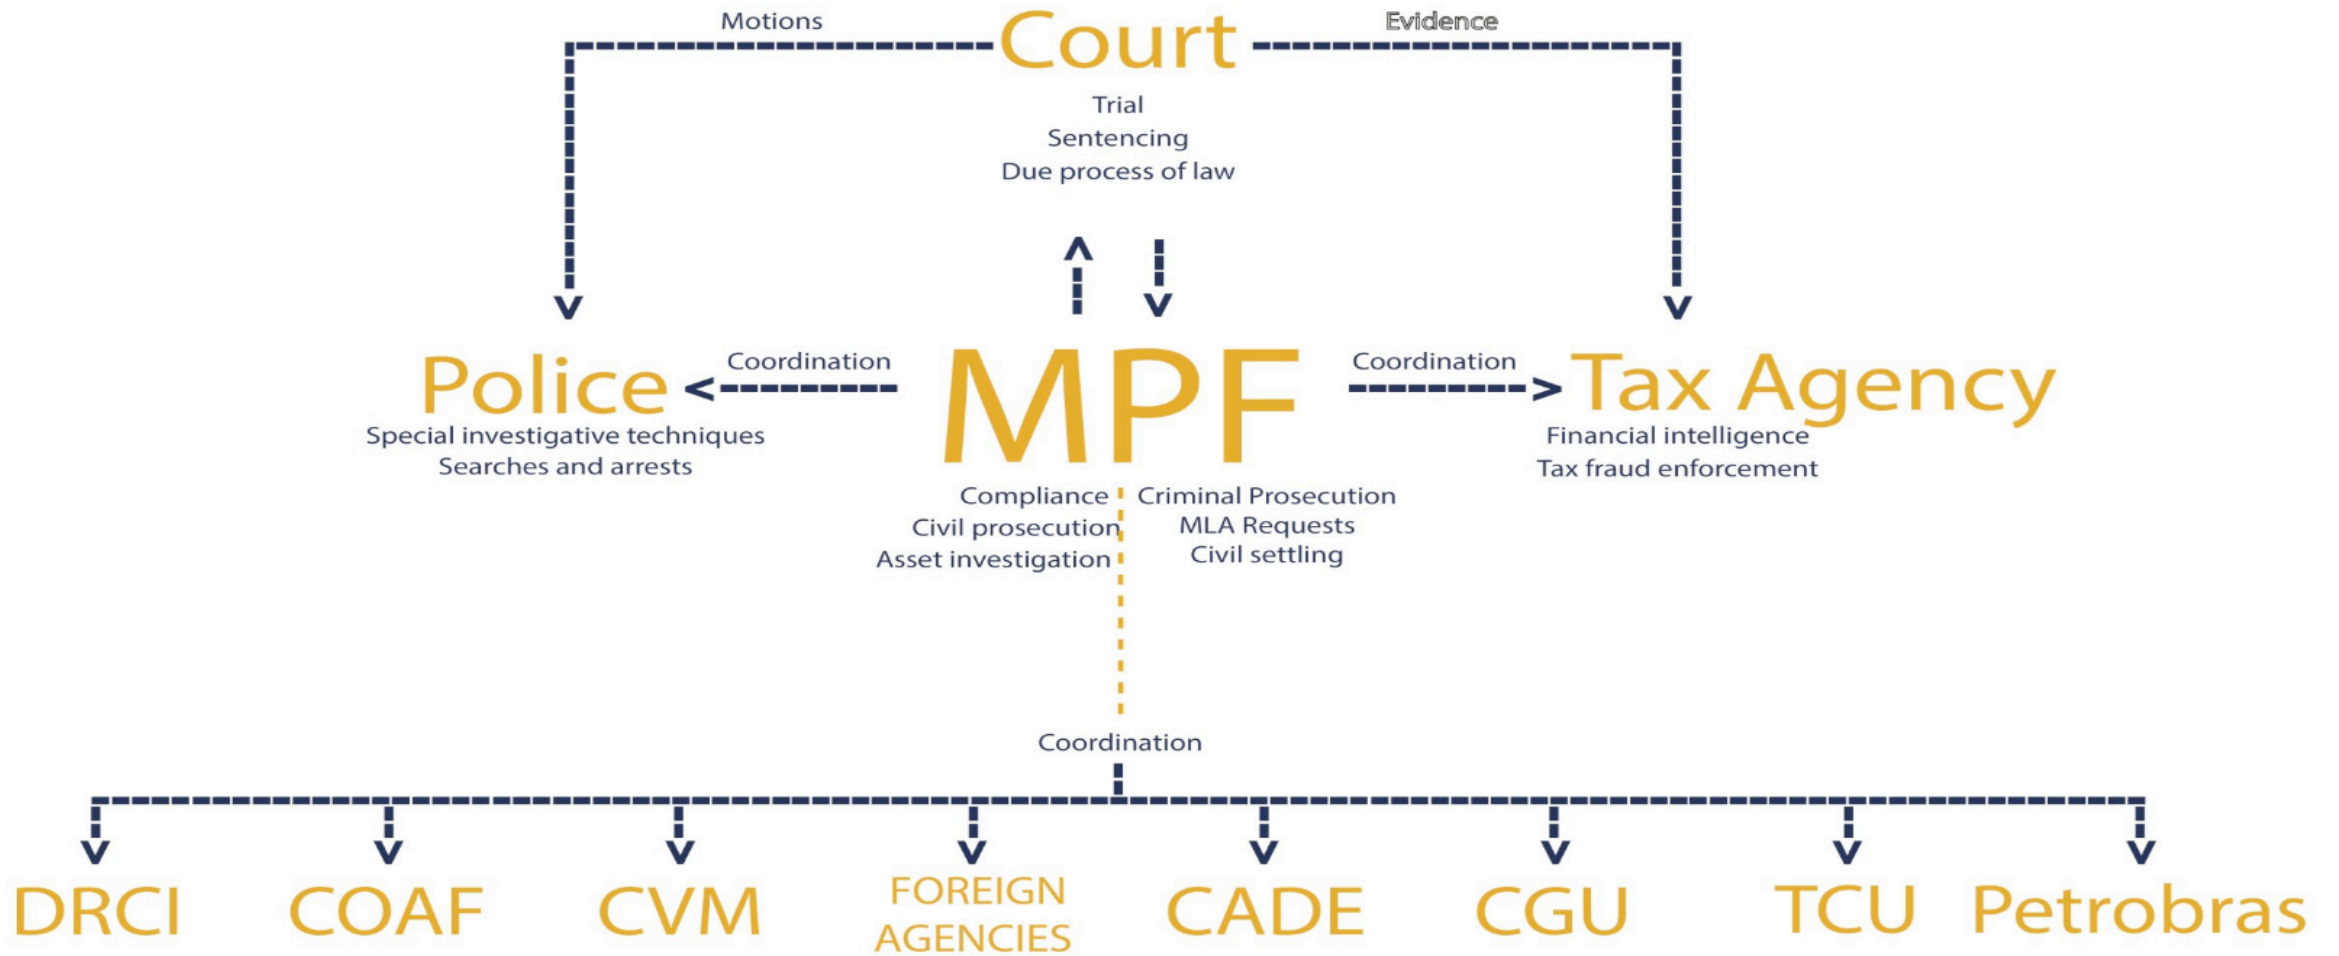 Motions
Court
Evidence
Trial
Sentencing
Due process of law
Police
Coordination
MPF
Coordination
Tax Agency
Special investigative techniques
Searches and arrests
Financial intelligence
Tax fraud enforcement
Compliance
Civil prosecution
Asset investigation
Criminal Prosecution
MLA Requests
Civil settling
Coordination
DRCI
COAF
CVM
FOREIGN
AGENCIES
CADE
CGU
TCU
Petrobras